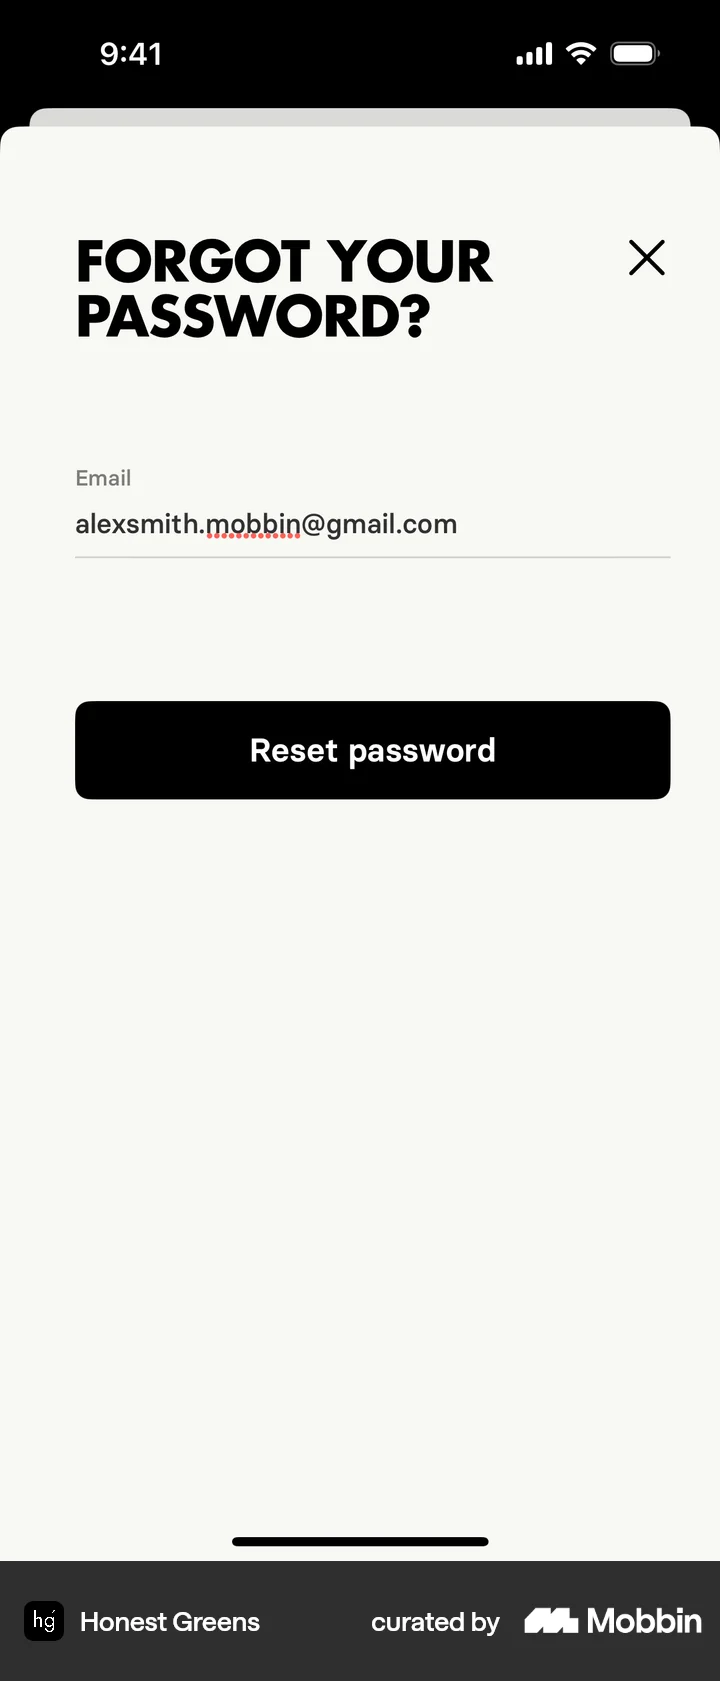 9:41
FORGOT YOUR
PASSWORD?
Email
alexsmith.mobbin@gmail.com
Reset password
hg Honest Greens
curated by Mobbin